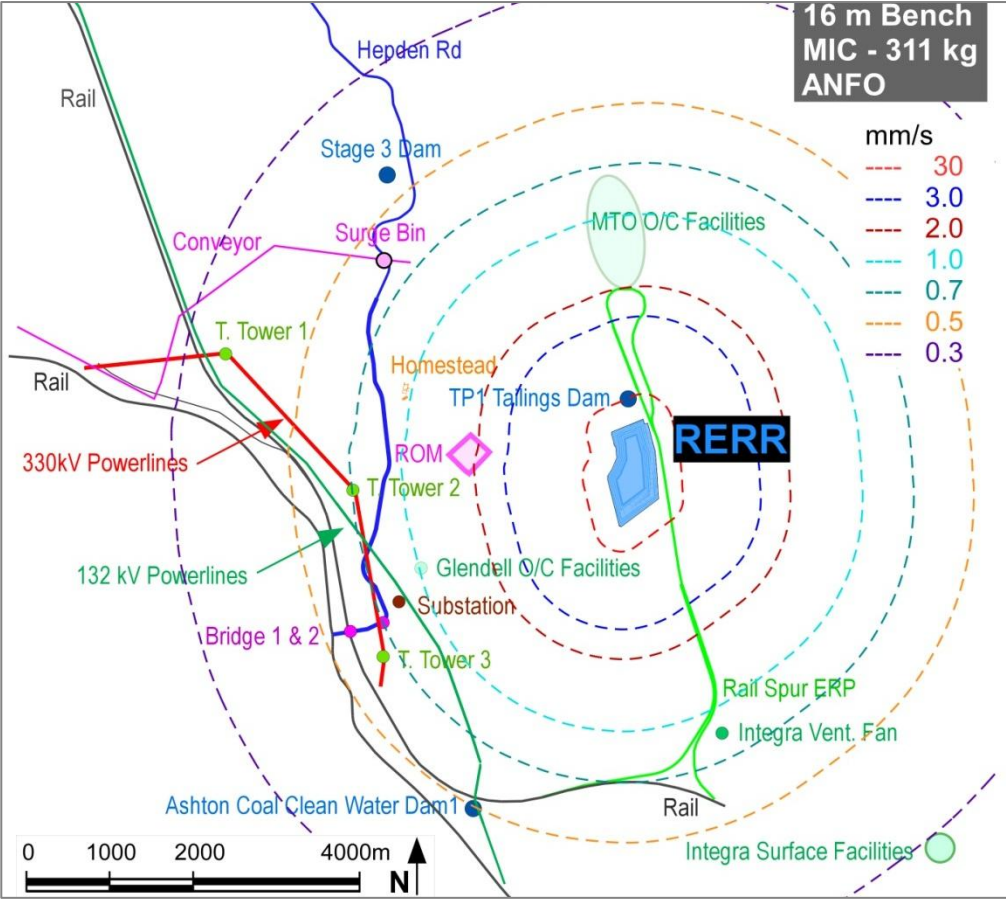 16 m Bench
MIC - 311 kg
ANFO
Hepden Rd
Rail
mm/s
30
3.0
2.0
1.0
0.7
0.5
0.3
Stage 3 Dam
MTO O/C Facilities
Conveyor
Surge Bin
T. Tower 1
Rail
Homestead
TP1 Tailings Dam
RERR
ROM
330kV Powerlines
T. Tower 2
132 kV Powerlines
Glendell O/C Facilities
Substation
Bridge 1 & 2
T. Tower 3
Rail Spur ERP
Integra Vent. Fan
Ashton Coal Clean Water Dam1
Rail
Integra Surface Facilities
0 1000 2000 4000m
N